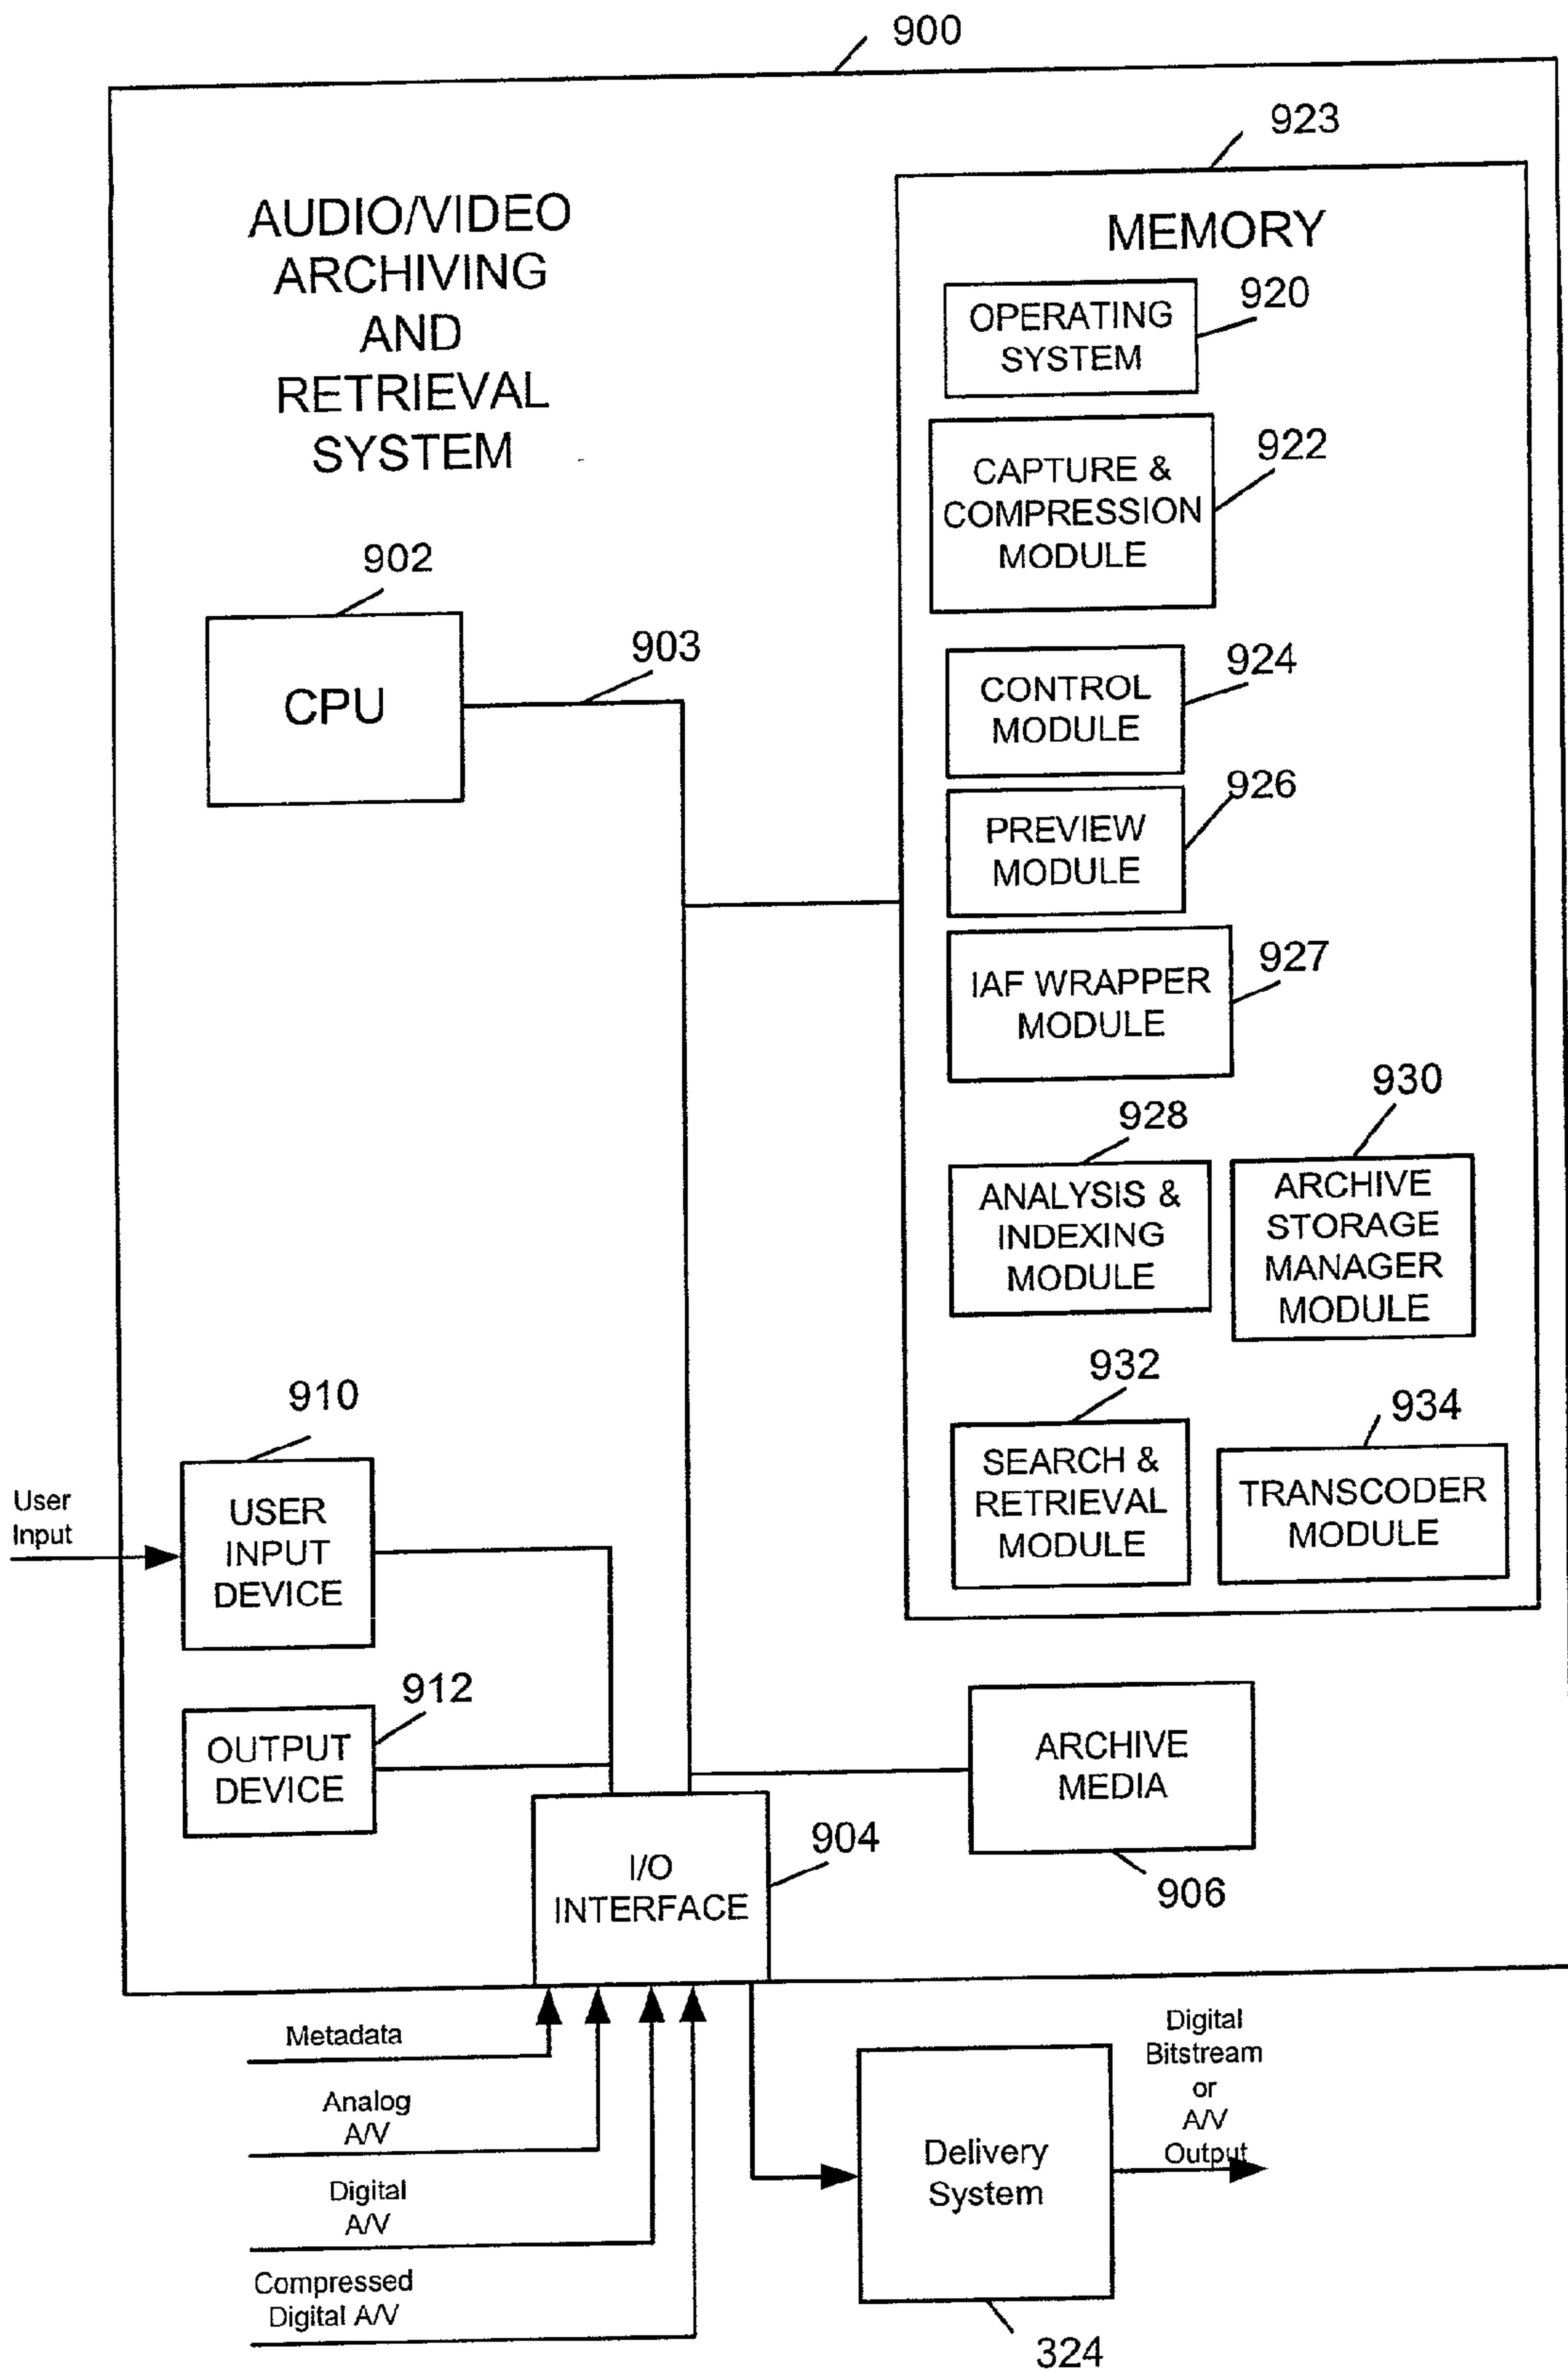 900
923
AUDIO/VIDEO
ARCHIVING
AND
RETRIEVAL
SYSTEM
MEMORY
920
OPERATING
SYSTEM
922
CAPTURE &
COMPRESSION
MODULE
902
CPU
903
924
CONTROL
MODULE
926
PREVIEW
MODULE
927
IAF WRAPPER
MODULE
928
ANALYSIS &
INDEXING
MODULE
930
ARCHIVE
STORAGE
MANAGER
MODULE
932
SEARCH &
RETRIEVAL
MODULE
934
TRANSCODER
MODULE
910
User
Input
USER
INPUT
DEVICE
912
OUTPUT
DEVICE
ARCHIVE
MEDIA
906
904
I/O
INTERFACE
Metadata
Analog
A/V
Digital
A/V
Compressed
Digital A/V
Delivery
System
324
Digital
Bitstream
or
A/V
Output